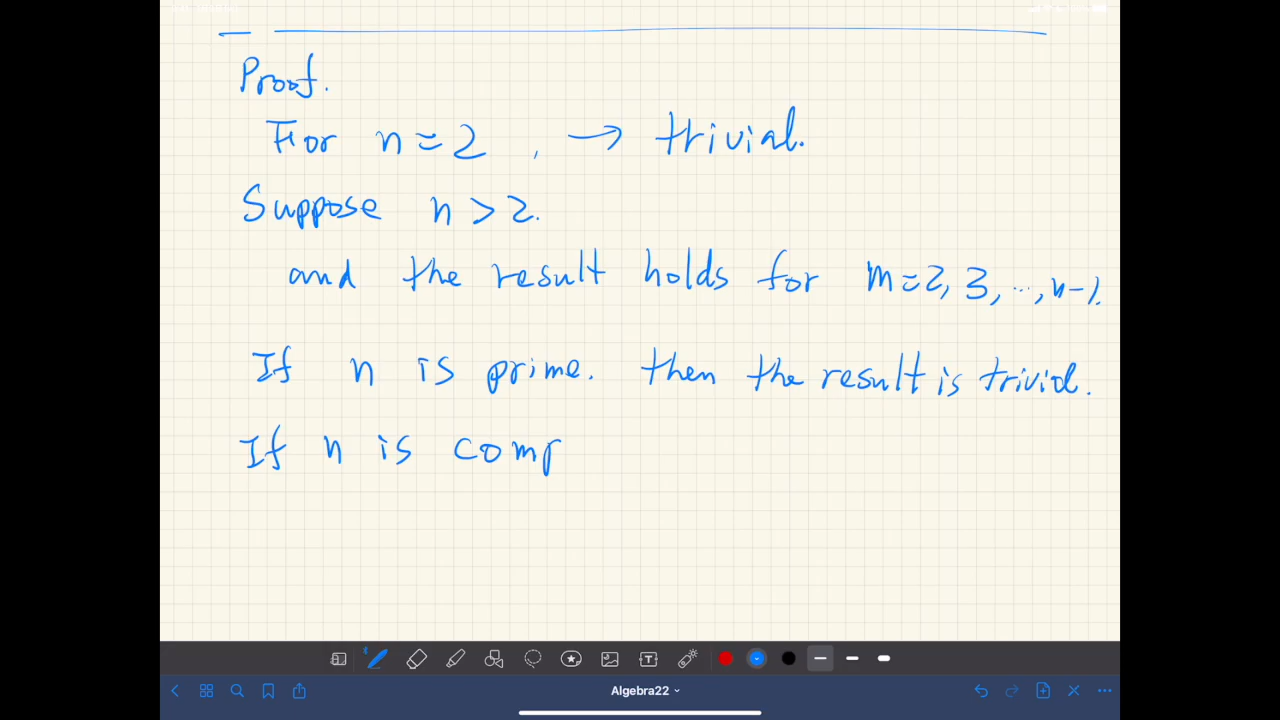 Proof.
For n = 2 , → trivial.
Suppose n > 2.
and the result holds for m = 2, 3, ..., n-1.
If n is prime. then the result is trivial.
If n is comp
Algebra22